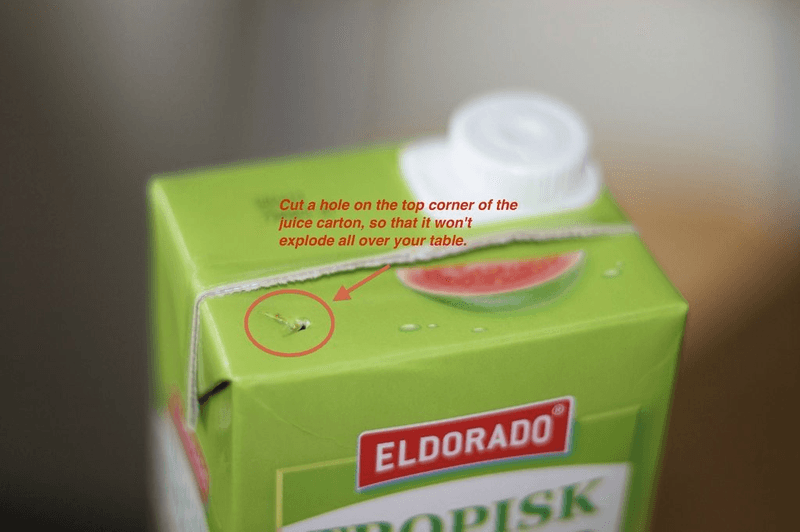 Cut a hole on the top corner of the
juice carton, so that it won't
explode all over your table.
ELDORADO®
TROPISK